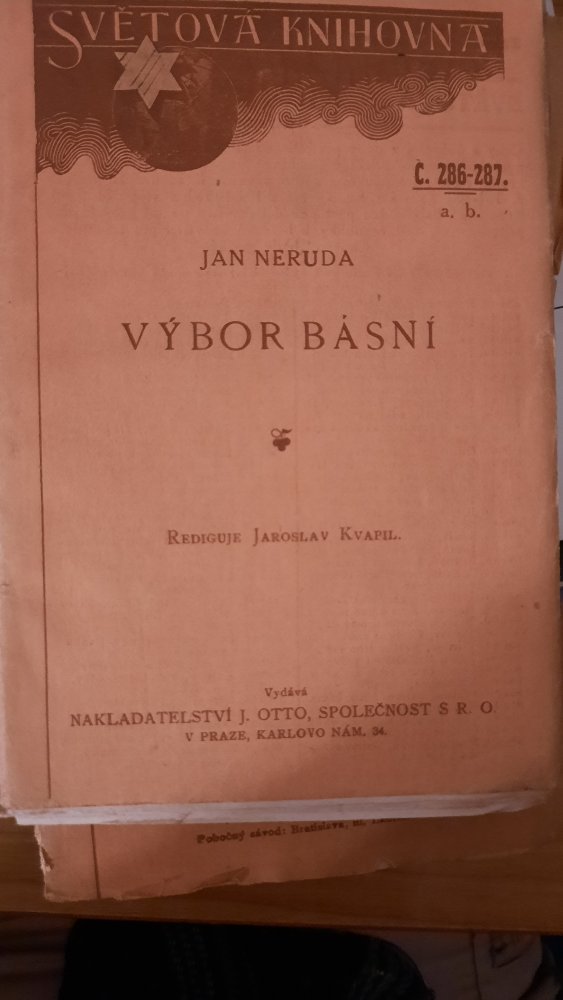 SVĚTOVÁ KNIHOVNA
Č. 286-287.
a. b.
JAN NERUDA
VÝBOR BÁSNÍ
REDIGUJE JAROSLAV KVAPIL.
Vydává
NAKLADATELSTVÍ J. OTTO, SPOLEČNOST S R. O.
V PRAZE, KARLOVO NÁM. 34.
Pobočný závod: Bratislava,